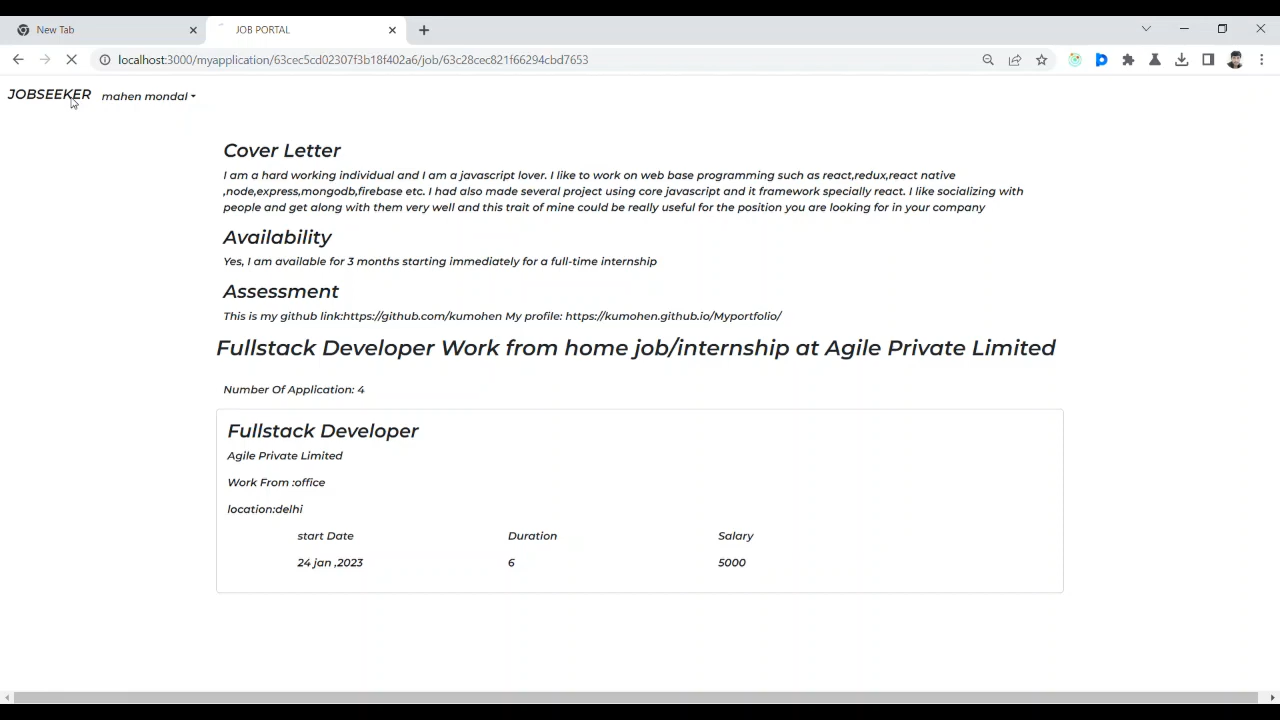 New Tab
JOB PORTAL
localhost:3000/myapplication/63cec5cd02307f3b18f402a6/job/63c28cec821f66294cbd7653
JOBSEEKER mahen mondal
Cover Letter
I am a hard working individual and I am a javascript lover. I like to work on web base programming such as react,redux,react native
,node,express,mongodb,firebase etc. I had also made several project using core javascript and it framework specially react. I like socializing with
people and get along with them very well and this trait of mine could be really useful for the position you are looking for in your company
Availability
Yes, I am available for 3 months starting immediately for a full-time internship
Assessment
This is my github link:https://github.com/kumohen My profile: https://kumohen.github.io/Myportfolio/
Fullstack Developer Work from home job/internship at Agile Private Limited
Number Of Application: 4
Fullstack Developer
Agile Private Limited
Work From :office
location:delhi
start Date Duration Salary
24 jan ,2023 6 5000